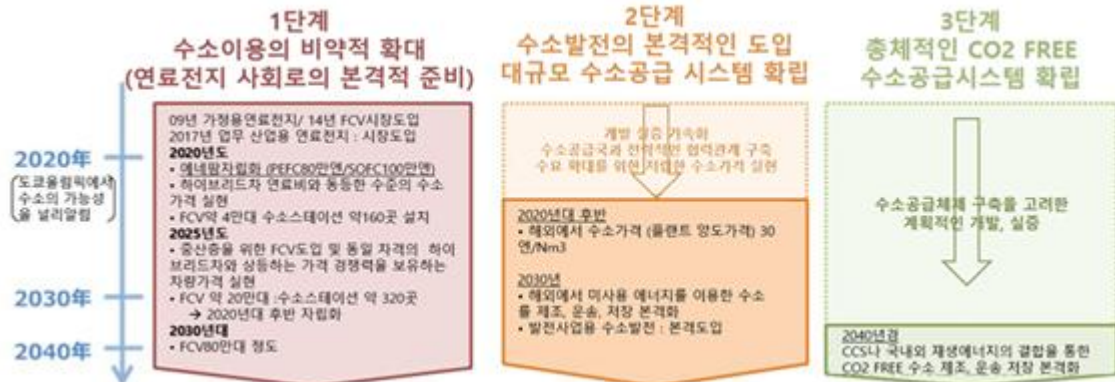 1단계
수소이용의 비약적 확대
(연료전지 사회로의 본격적 준비)
2단계
수소발전의 본격적인 도입
대규모 수소공급 시스템 확립
3단계
총체적인 CO2 FREE
수소공급시스템 확립
2020年
도쿄올림픽에서
수소의 가능성
을 널리알림
2030年
2040年
09년 가정용연료전지/ 14년 FCV시장도입
2017년 업무 산업용 연료전지 : 시장도입
2020년도
• 에네팜자립화 (PEFC80만엔/SOFC100만엔)
• 하이브리드차 연료비와 동등한 수준의 수소
가격 실현
• FCV약 4만대 수소스테이션 약160곳 설치
2025년도
• 중산층을 위한 FCV도입 및 동일 차격의 하이
브리드차와 상등하는 가격 경쟁력을 보유하는
차량가격 실현
• FCV 약 20만대 :수소스테이션 약 320곳
→ 2020년대 후반 자립화
2030년대
• FCV80만대 정도
개발 실증 가속화
수소공급국과 전략적인 협력관계 구축
수요 확대를 위한 저렴한 수소가격 실현
2020년대 후반
• 해외에서 수소가격 (플랜트 양도가격) 30
엔/Nm3
2030년
• 해외에서 미사용 에너지를 이용한 수소
를 제조, 운송, 저장 본격화
• 발전사업용 수소발전 : 본격도입
수소공급체제 구축을 고려한
계획적인 개발, 실증
2040년경
CCS나 국내외 재생에너지의 결합을 통한
CO2 FREE 수소 제조, 운송 저장 본격화